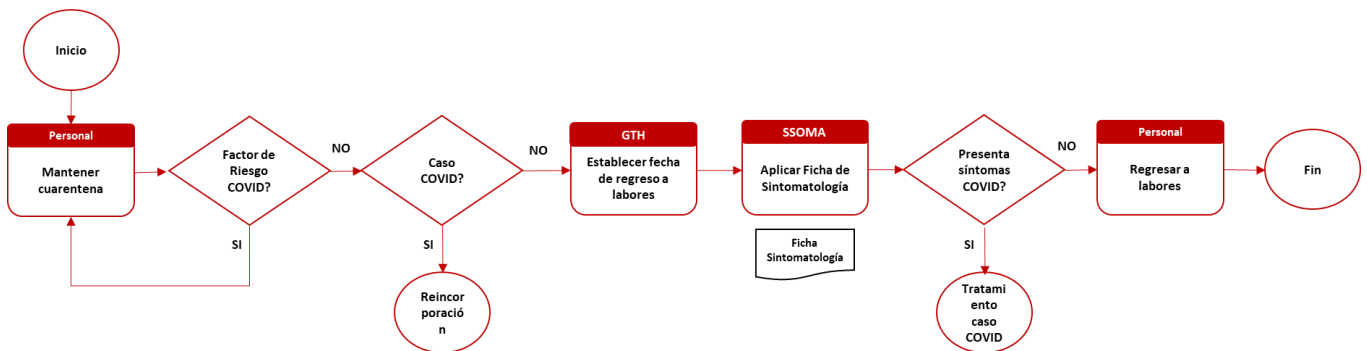 Inicio
Personal
Mantener
cuarentena
Factor de
Riesgo
COVID?
NO
SI
Caso
COVID?
NO
SI
Reincor
poració
n
GTH
Establecer fecha
de regreso a
labores
SSOMA
Aplicar Ficha de
Sintomatología
Ficha
Sintomatología
Presenta
síntomas
COVID?
NO
SI
Tratami
ento
caso
COVID
Personal
Regresar a
labores
Fin